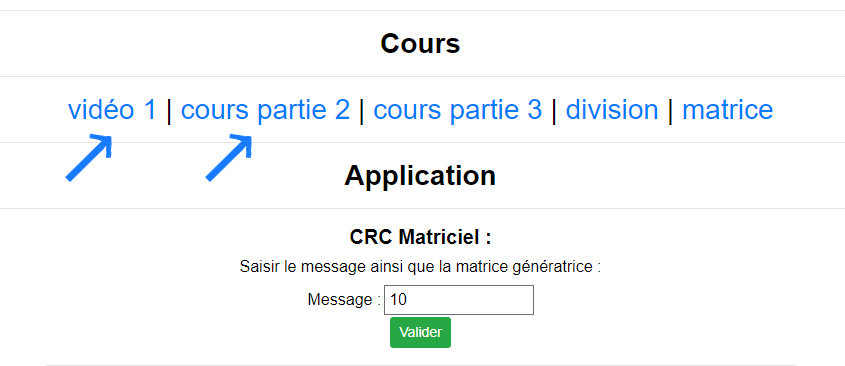 Cours
vidéo 1 | cours partie 2 | cours partie 3 | division | matrice
Application
CRC Matriciel :
Saisir le message ainsi que la matrice génératrice :
Message : 10
Valider